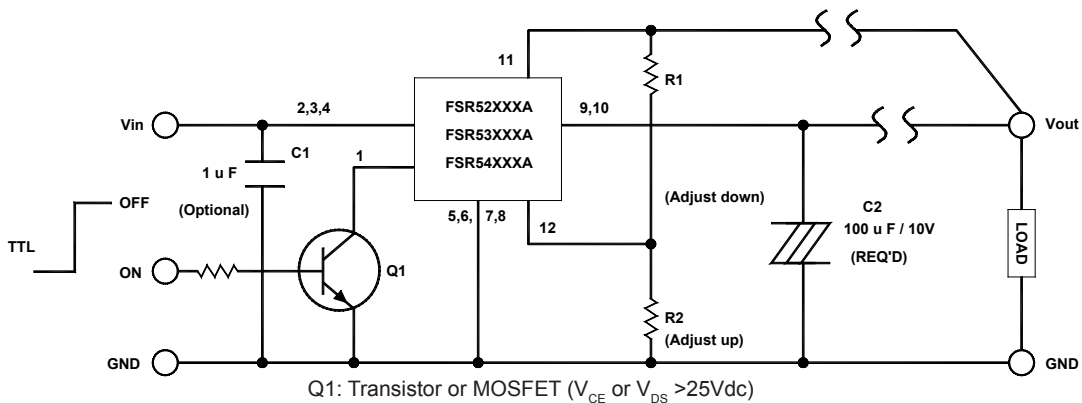 11
R1
FSR52XXXA
FSR53XXXA
FSR54XXXA
2,3,4
9,10
Vin
Vout
C1
1 u F
(Optional)
1
OFF
TTL
ON
Q1
5,6,
7,8
12
(Adjust down)
C2
100 u F / 10V
(REQ'D)
LOAD
R2
(Adjust up)
GND
GND
Q1: Transistor or MOSFET (VCE or VDS >25Vdc)